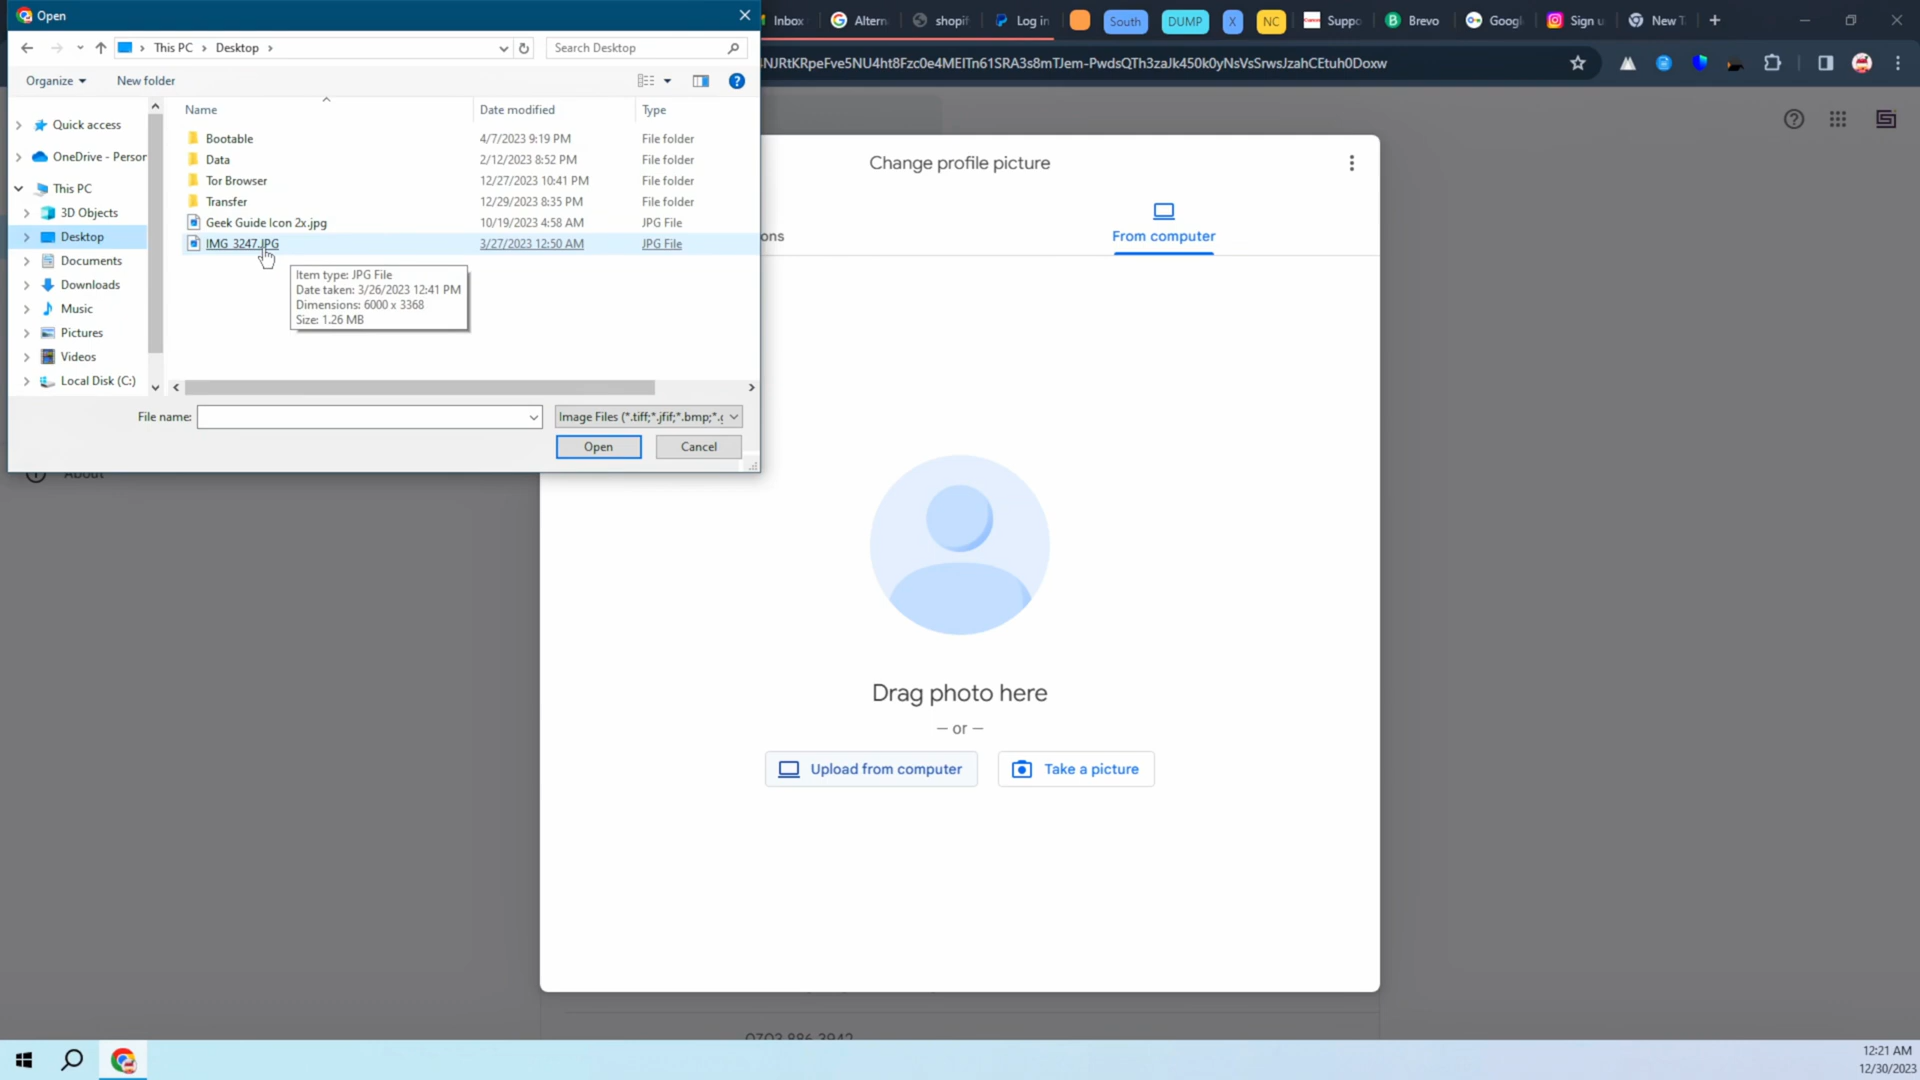 Open
Inbox
Altern
shopif
Log in
South
DUMP
X
NC
Suppo
Brevo
Googl
Sign u
New T
This PC
Desktop
Search Desktop
NJRtKRpeFve5NU4ht8Fzc0e4MEITn61SRA3s8mTJem-PwdsQTh3zaJk450k0yNsVsSrwsJzahCEtuh0Doxw
Organize
New folder
Name
Date modified
Type
Quick access
OneDrive - Person
This PC
3D Objects
Desktop
Documents
Downloads
Music
Pictures
Videos
Local Disk (C:)
Bootable 4/7/2023 9:19 PM File folder
Data 2/12/2023 8:52 PM File folder
Tor Browser 12/27/2023 10:41 PM File folder
Transfer 12/29/2023 8:35 PM File folder
Geek Guide Icon 2x.jpg 10/19/2023 4:58 AM JPG File
IMG_3247.JPG 3/27/2023 12:50 AM JPG File
Item type: JPG File
Date taken: 3/26/2023 12:41 PM
Dimensions: 6000 x 3368
Size: 1.26 MB
File name:
Image Files (*.tiff;*.jfif;*.bmp;*.g
Open
Cancel
About
Change profile picture
ons
From computer
Drag photo here
— or —
Upload from computer
Take a picture
0703 886 3942
12:21 AM
12/30/2023